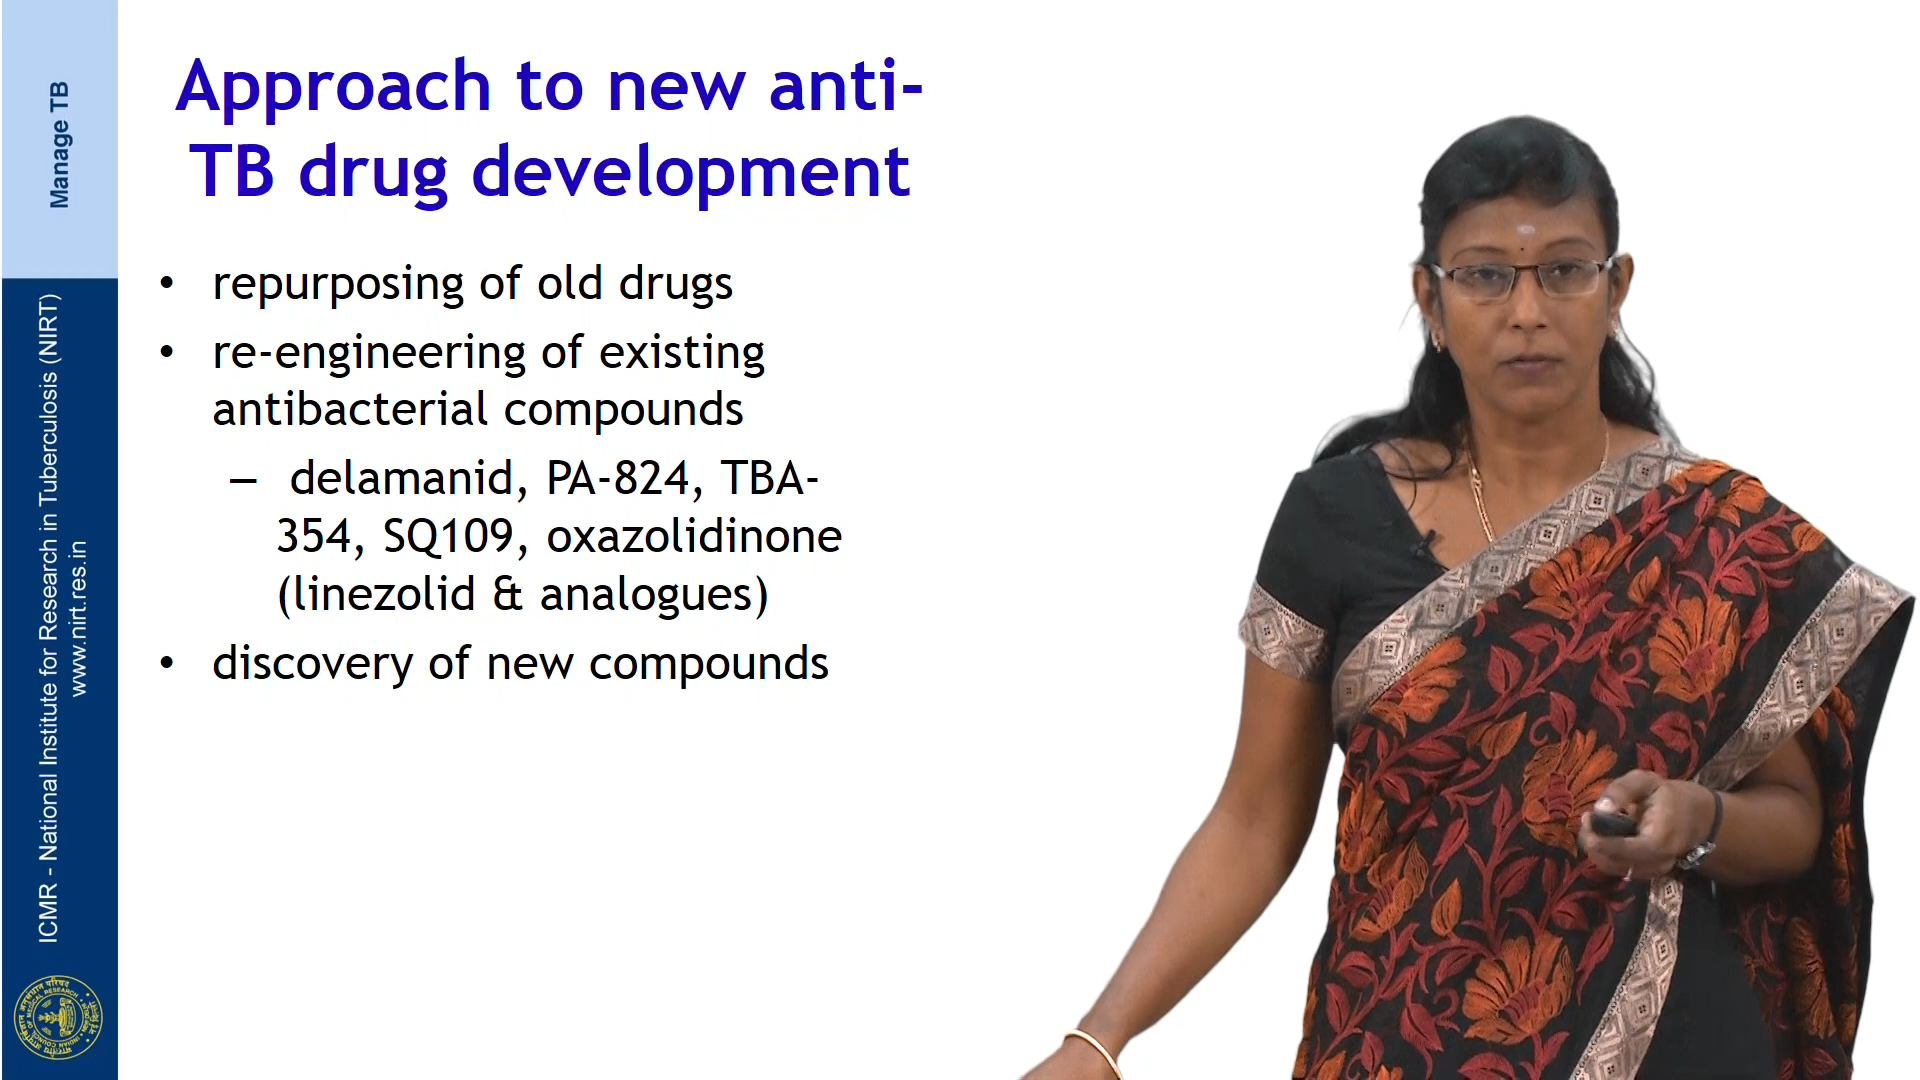 Manage TB
ICMR - National Institute for Research in Tuberculosis (NIRT)
www.nirt.res.in
Approach to new anti-
TB drug development
• repurposing of old drugs
• re-engineering of existing
antibacterial compounds
– delamanid, PA-824, TBA-
354, SQ109, oxazolidinone
(linezolid & analogues)
• discovery of new compounds